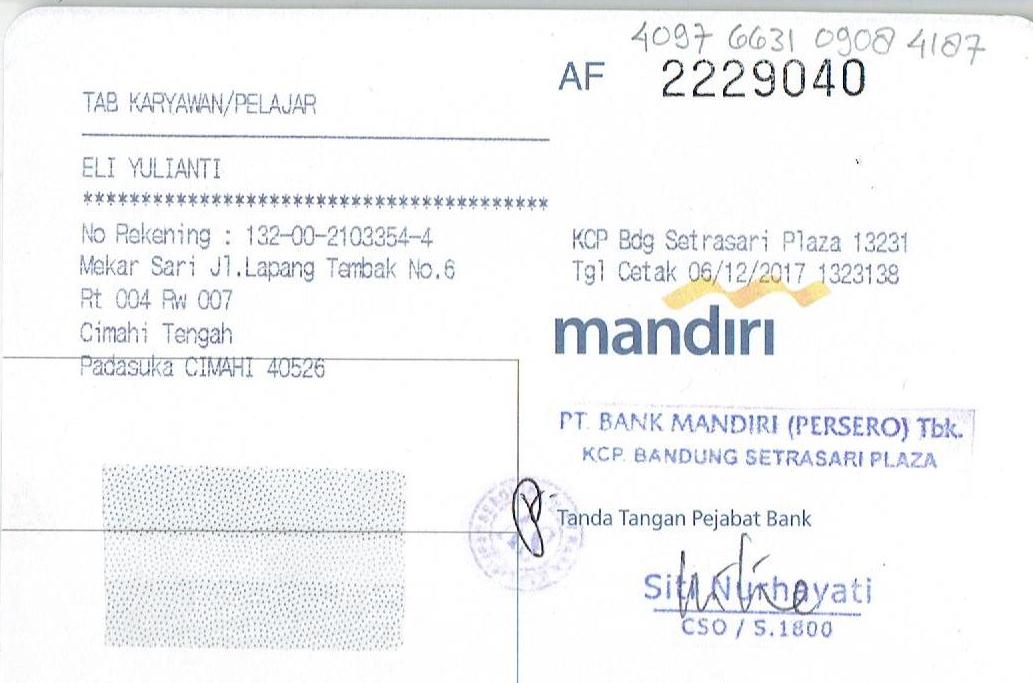 4097 6631 0908 4187
AF 2229040
TAB KARYAWAN/PELAJAR
ELI YULIANTI
****************************************
No Rekening : 132-00-2103354-4
Mekar Sari Jl.Lapang Tembak No.6
Rt 004 Rw 007
Cimahi Tengah
Padasuka CIMAHI 40526
KCP Bdg Setrasari Plaza 13231
Tgl Cetak 06/12/2017 1323138
mandiri
PT. BANK MANDIRI (PERSERO) Tbk.
KCP. BANDUNG SETRASARI PLAZA
Tanda Tangan Pejabat Bank
Siti Nurhayati
CSO / S.1800